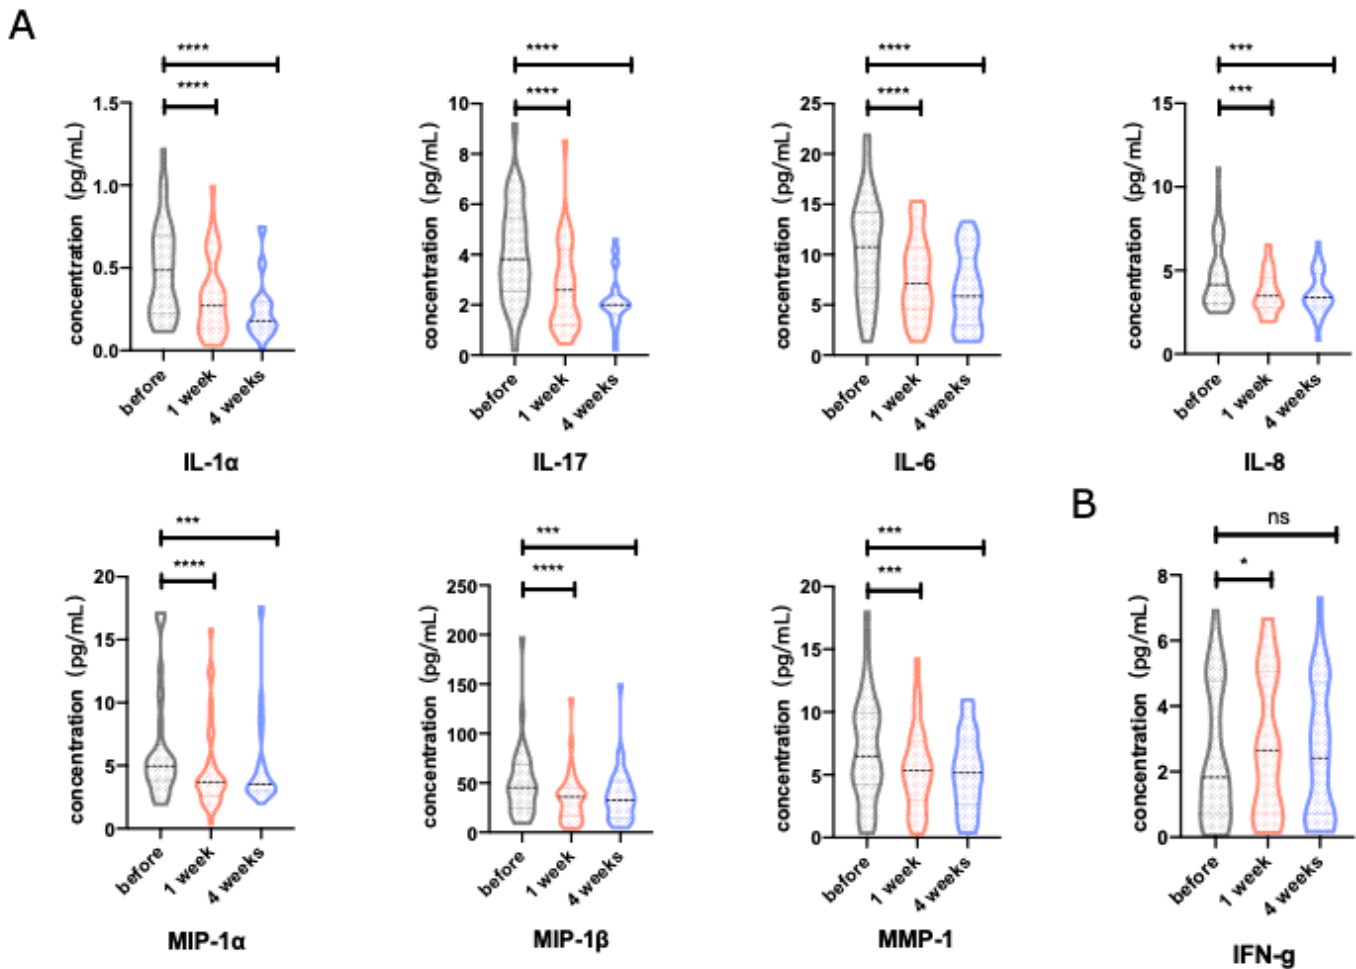 A
****
****
1.5
1.0
0.5
0.0
concentration (pg/mL)
before
1 week
4 weeks
IL-1α
****
****
10
8
6
4
2
0
concentration (pg/mL)
before
1 week
4 weeks
IL-17
****
****
25
20
15
10
5
0
concentration (pg/mL)
before
1 week
4 weeks
IL-6
***
***
15
10
5
0
concentration (pg/mL)
before
1 week
4 weeks
IL-8
***
****
20
15
10
5
0
concentration (pg/mL)
before
1 week
4 weeks
MIP-1α
***
****
250
200
150
100
50
0
concentration (pg/mL)
before
1 week
4 weeks
MIP-1β
***
***
20
15
10
5
0
concentration (pg/mL)
before
1 week
4 weeks
MMP-1
B
ns
*
8
6
4
2
0
concentration (pg/mL)
before
1 week
4 weeks
IFN-g